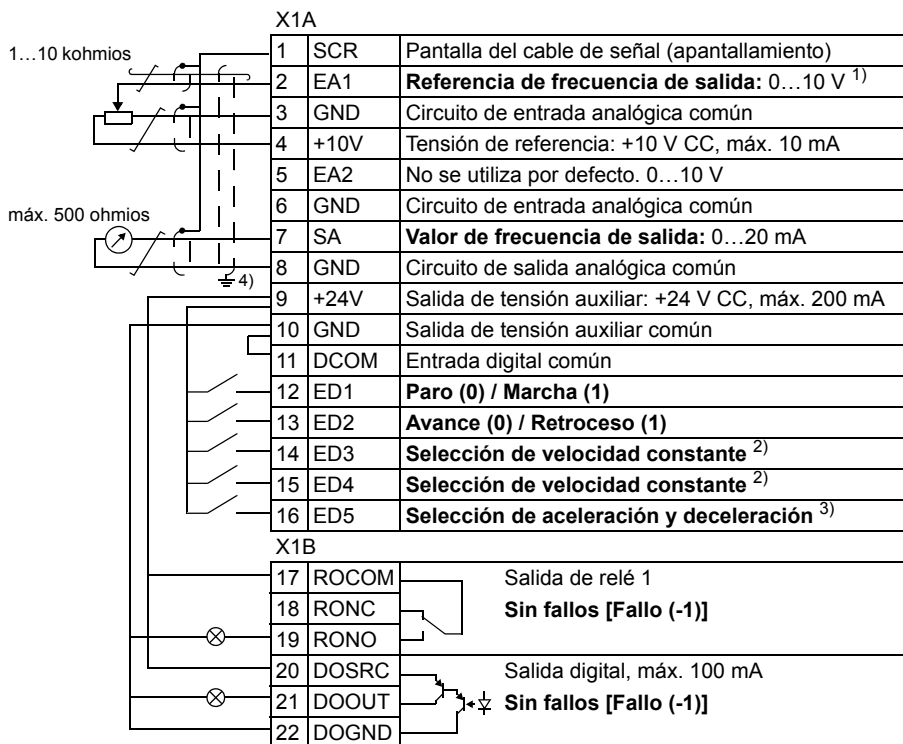 X1A
1…10 kohmios
1 SCR Pantalla del cable de señal (apantallamiento)
2 EA1 Referencia de frecuencia de salida: 0…10 V 1)
3 GND Circuito de entrada analógica común
4 +10V Tensión de referencia: +10 V CC, máx. 10 mA
5 EA2 No se utiliza por defecto. 0…10 V
6 GND Circuito de entrada analógica común
máx. 500 ohmios
7 SA Valor de frecuencia de salida: 0…20 mA
8 GND Circuito de salida analógica común
4)
9 +24V Salida de tensión auxiliar: +24 V CC, máx. 200 mA
10 GND Salida de tensión auxiliar común
11 DCOM Entrada digital común
12 ED1 Paro (0) / Marcha (1)
13 ED2 Avance (0) / Retroceso (1)
14 ED3 Selección de velocidad constante 2)
15 ED4 Selección de velocidad constante 2)
16 ED5 Selección de aceleración y deceleración 3)
X1B
17 ROCOM Salida de relé 1
18 RONC Sin fallos [Fallo (-1)]
19 RONO
20 DOSRC Salida digital, máx. 100 mA
21 DOOUT Sin fallos [Fallo (-1)]
22 DOGND